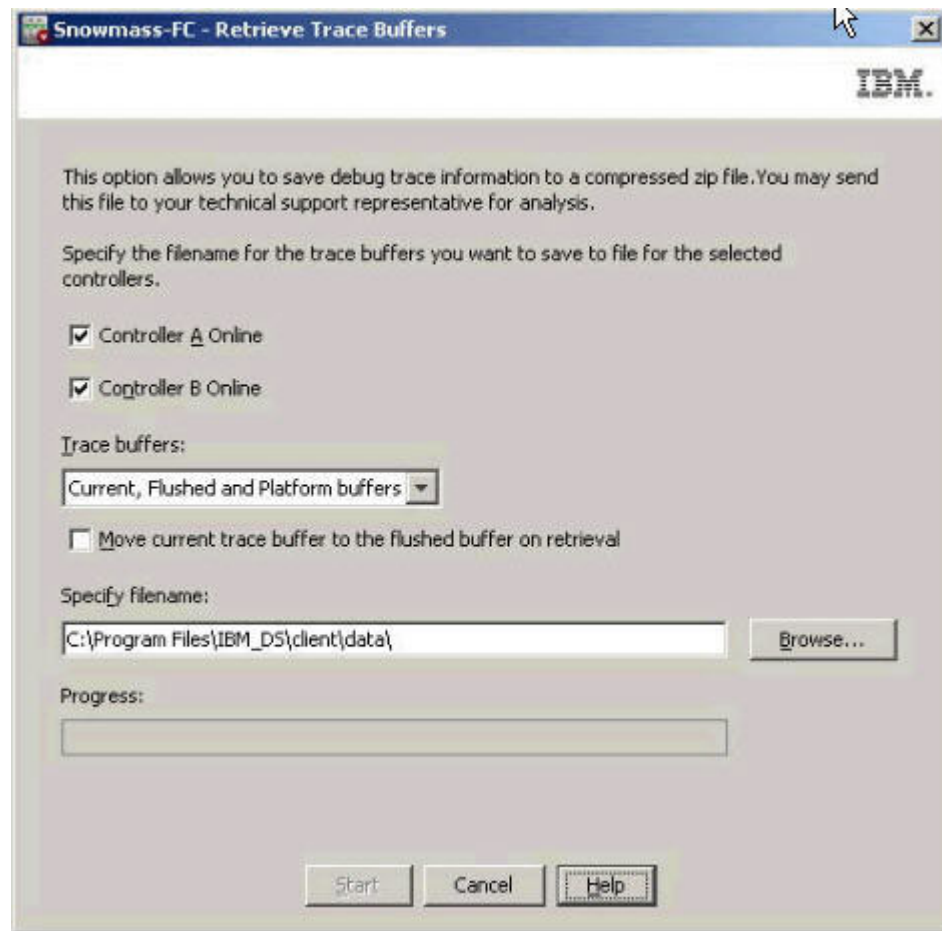 Snowmass-FC - Retrieve Trace Buffers
IBM.
This option allows you to save debug trace information to a compressed zip file.You may send
this file to your technical support representative for analysis.
Specify the filename for the trace buffers you want to save to file for the selected
controllers.
Controller A Online
Controller B Online
Trace buffers:
Current, Flushed and Platform buffers
Move current trace buffer to the flushed buffer on retrieval
Specify filename:
C:\Program Files\IBM_DS\client\data\
Browse...
Progress:
Start Cancel Help